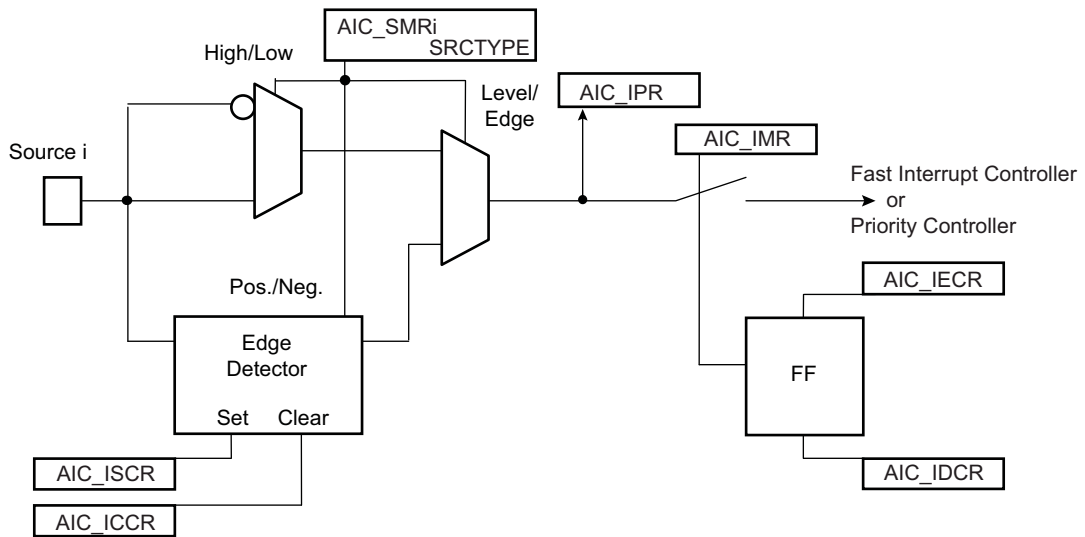 AIC_SMRi
SRCTYPE
High/Low
Level/
Edge
AIC_IPR
AIC_IMR
Source i
Fast Interrupt Controller
or
Priority Controller
Pos./Neg.
AIC_IECR
Edge
Detector
FF
Set Clear
AIC_ISCR
AIC_IDCR
AIC_ICCR